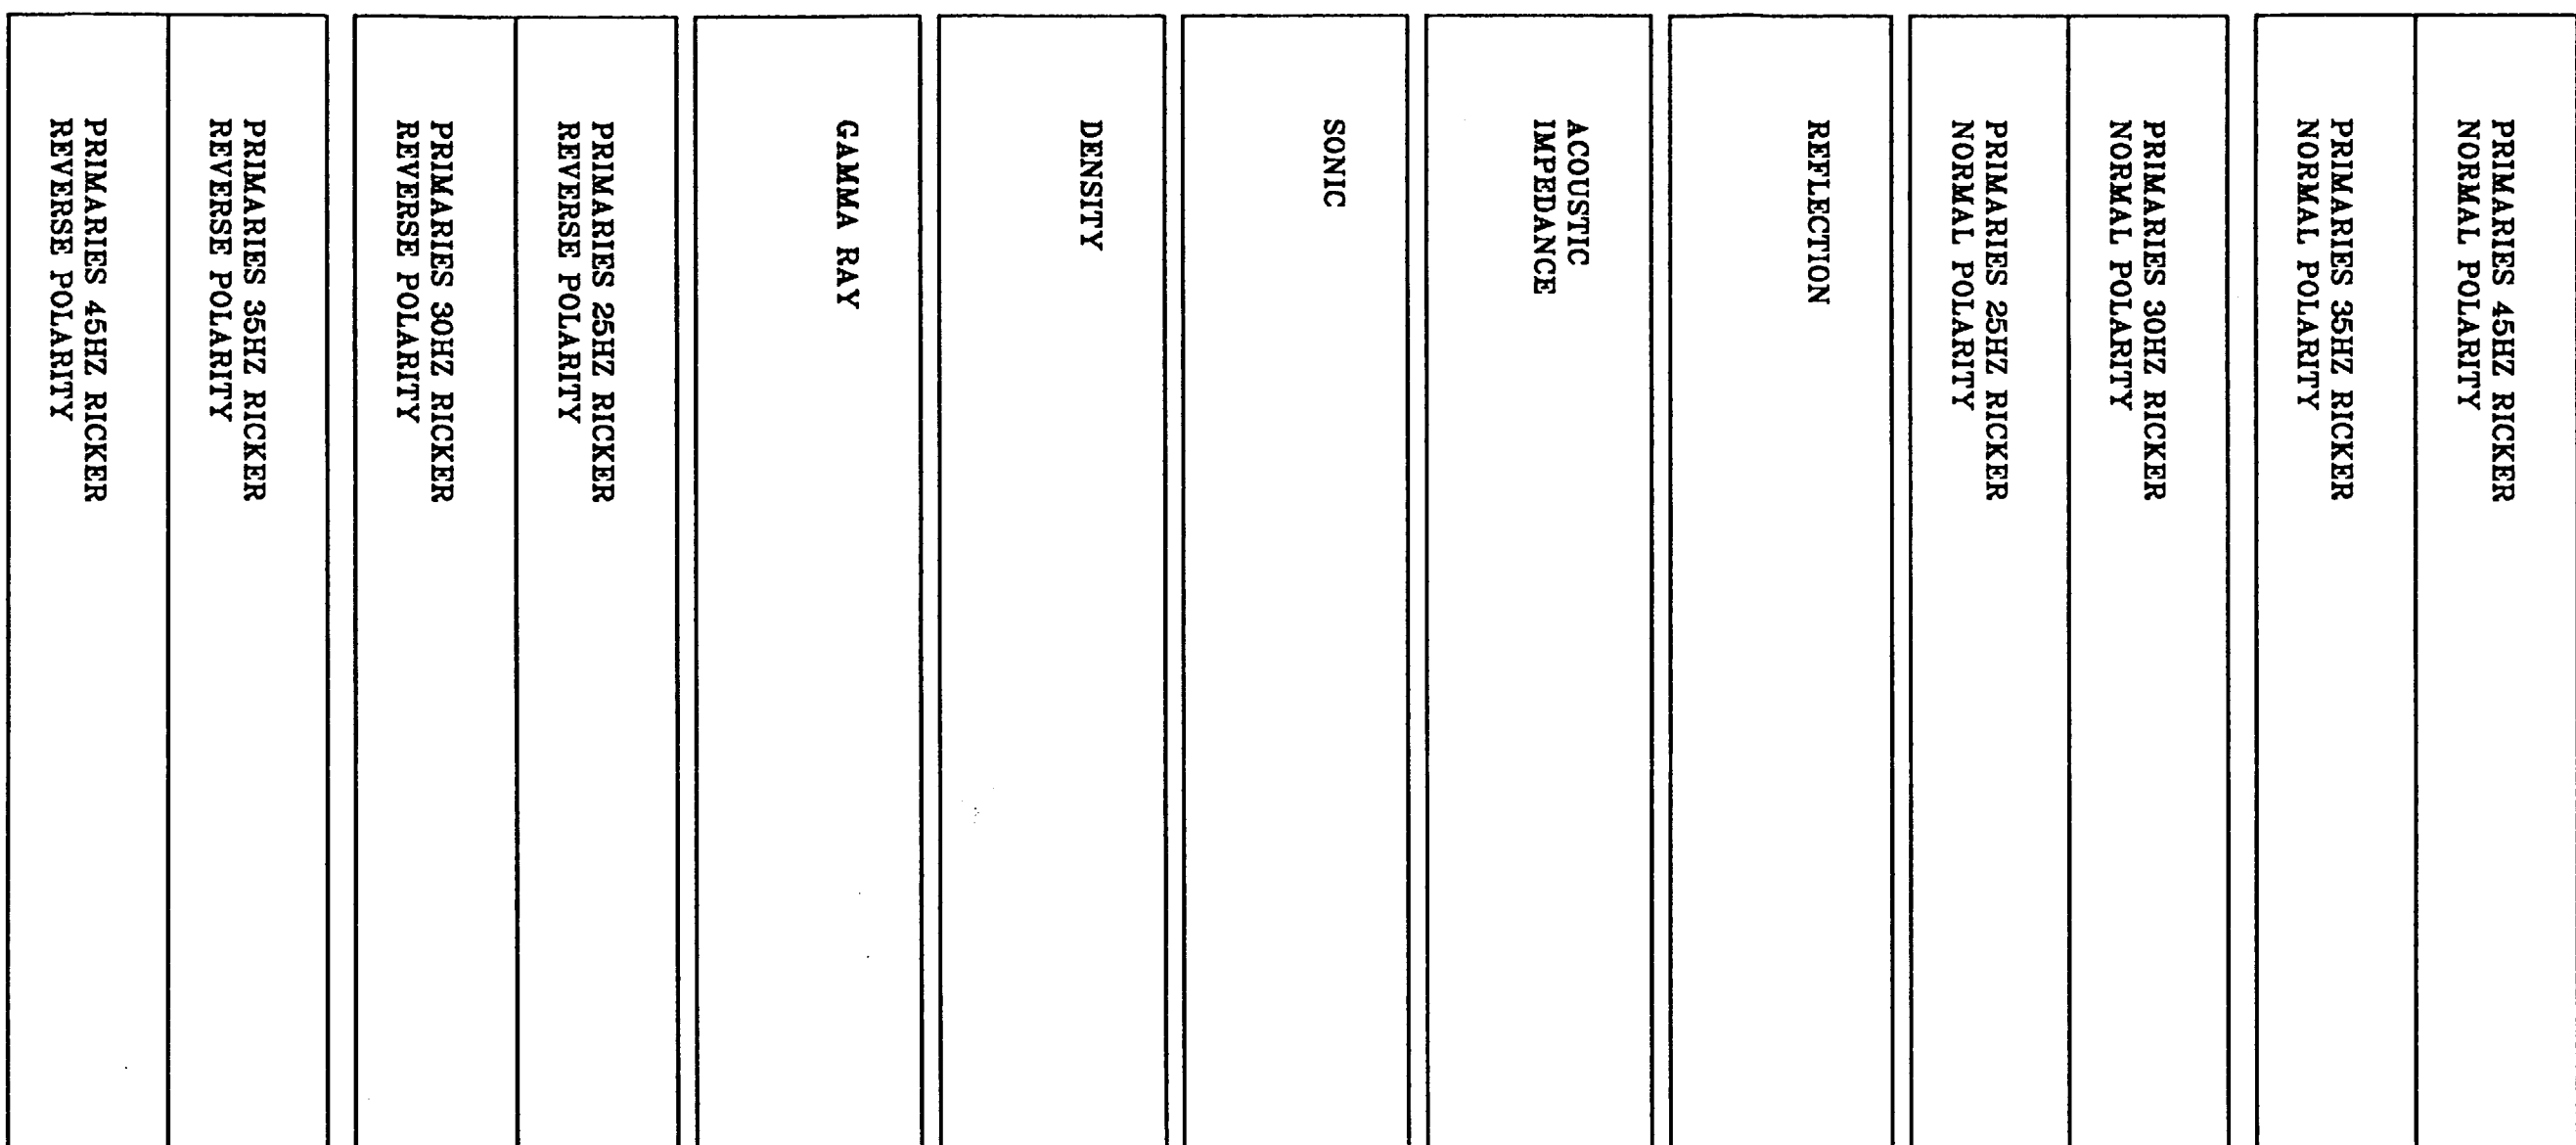 PRIMARIES 45HZ RICKER
REVERSE POLARITY
PRIMARIES 35HZ RICKER
REVERSE POLARITY
PRIMARIES 30HZ RICKER
REVERSE POLARITY
PRIMARIES 25HZ RICKER
REVERSE POLARITY
GAMMA RAY
DENSITY
SONIC
ACOUSTIC
IMPEDANCE
REFLECTION
PRIMARIES 25HZ RICKER
NORMAL POLARITY
PRIMARIES 30HZ RICKER
NORMAL POLARITY
PRIMARIES 35HZ RICKER
NORMAL POLARITY
PRIMARIES 45HZ RICKER
NORMAL POLARITY